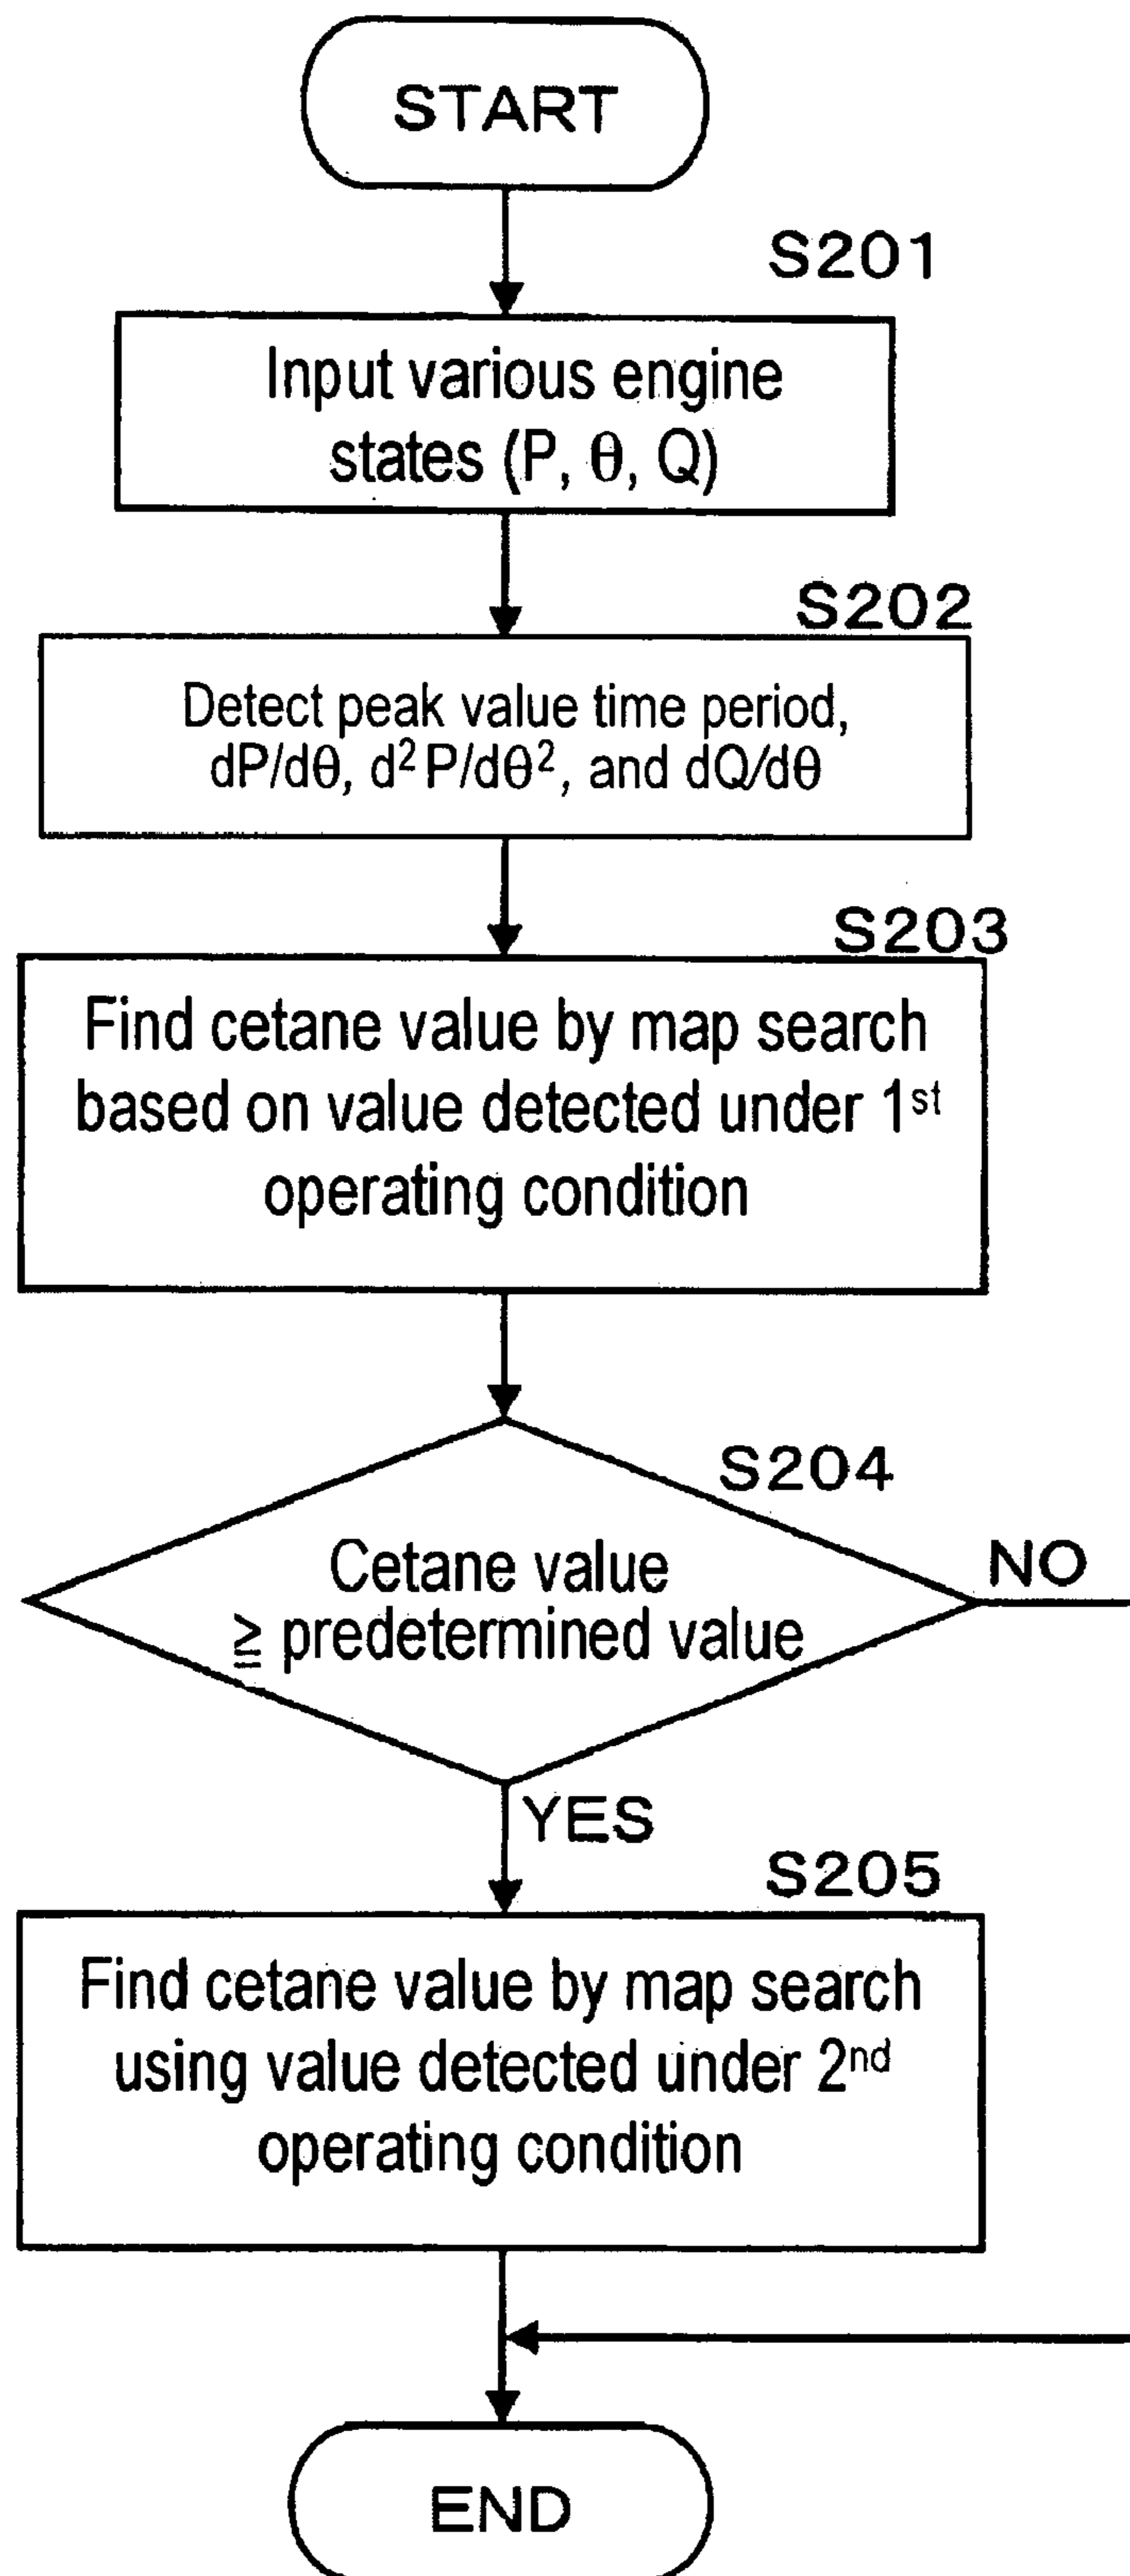 START
S201
Input various engine
states (P, θ, Q)
S202
Detect peak value time period,
dP/dθ, d²P/dθ², and dQ/dθ
S203
Find cetane value by map search
based on value detected under 1st
operating condition
S204
Cetane value
≧ predetermined value
NO
YES
S205
Find cetane value by map search
using value detected under 2nd
operating condition
END